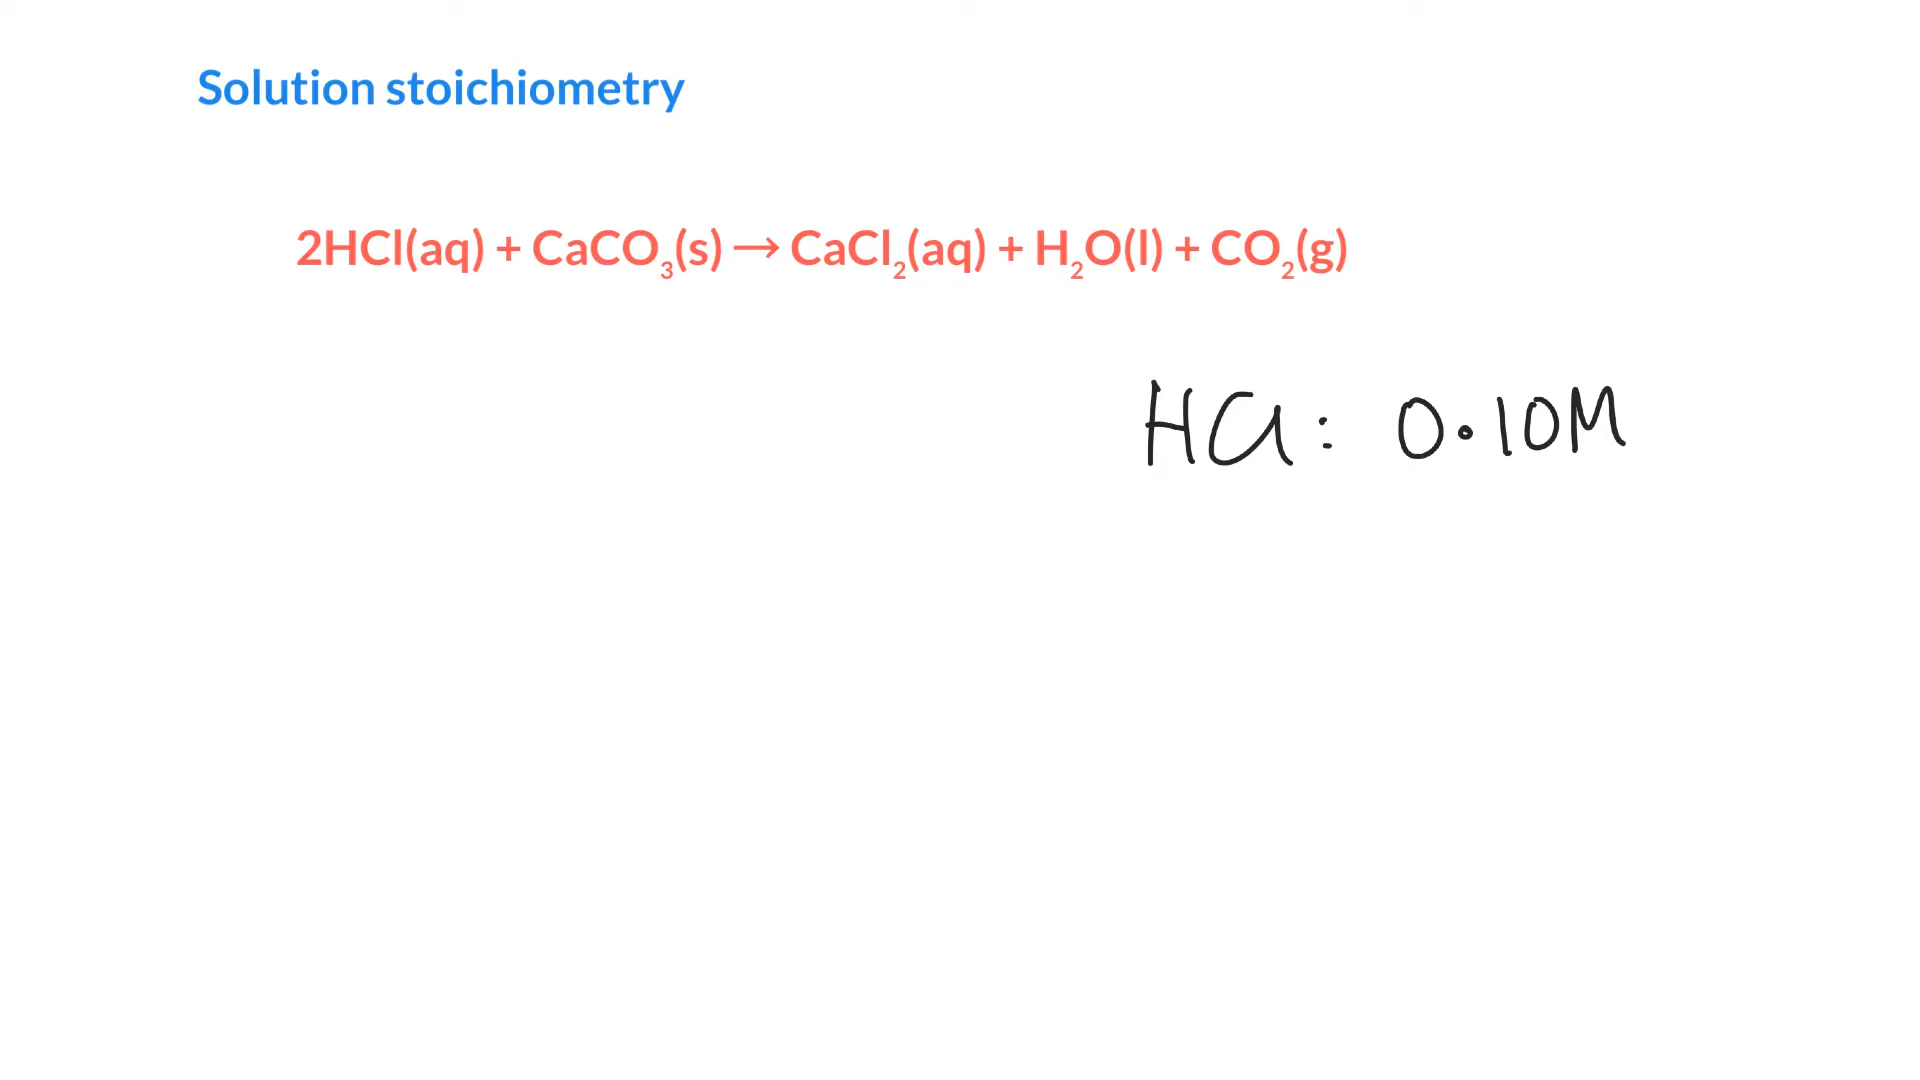 Solution stoichiometry
2HCl(aq) + CaCO₃(s) → CaCl₂(aq) + H₂O(l) + CO₂(g)
HCl: 0.10M